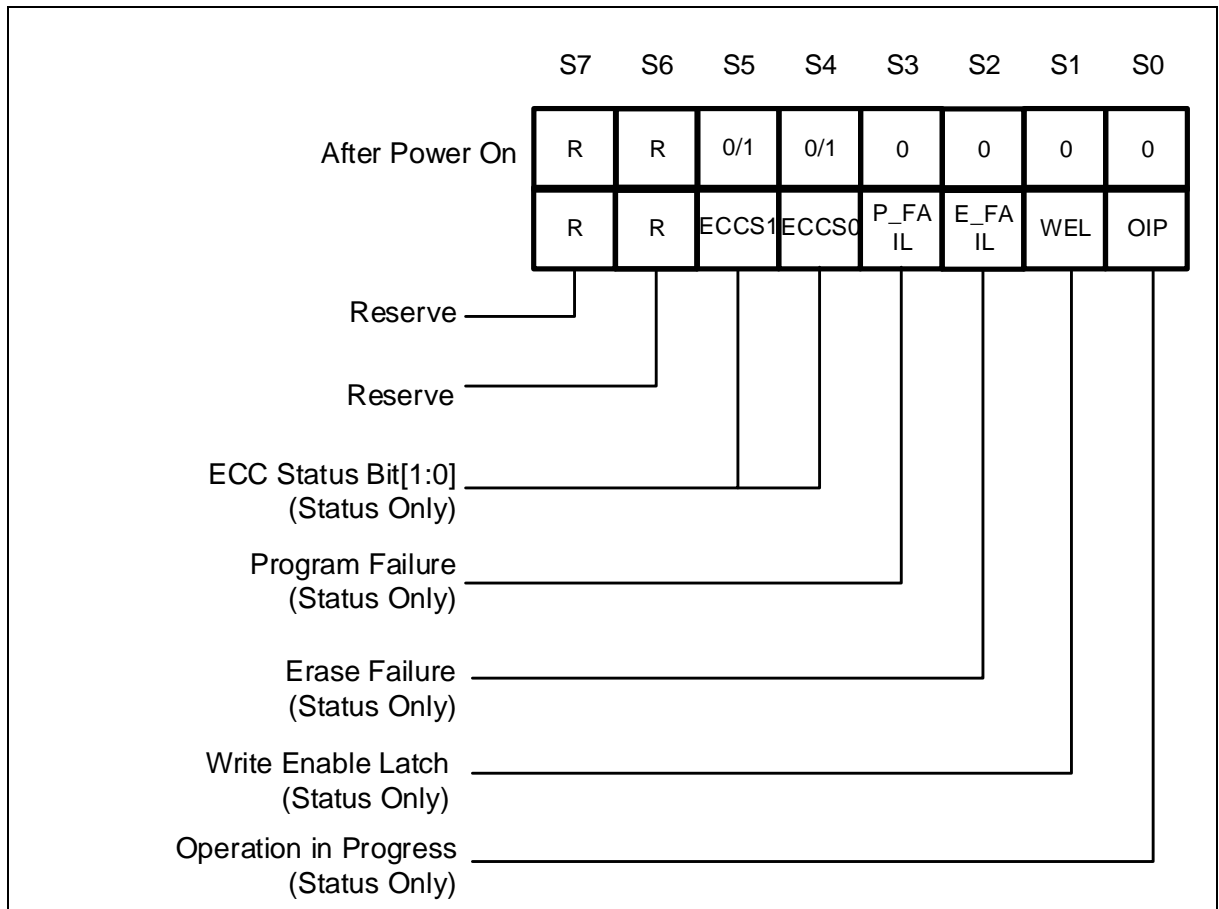 S7 S6 S5 S4 S3 S2 S1 S0
After Power On R R 0/1 0/1 0 0 0 0
R R ECCS1 ECCS0 P_FA
IL E_FA
IL WEL OIP
Reserve
Reserve
ECC Status Bit[1:0]
(Status Only)
Program Failure
(Status Only)
Erase Failure
(Status Only)
Write Enable Latch
(Status Only)
Operation in Progress
(Status Only)